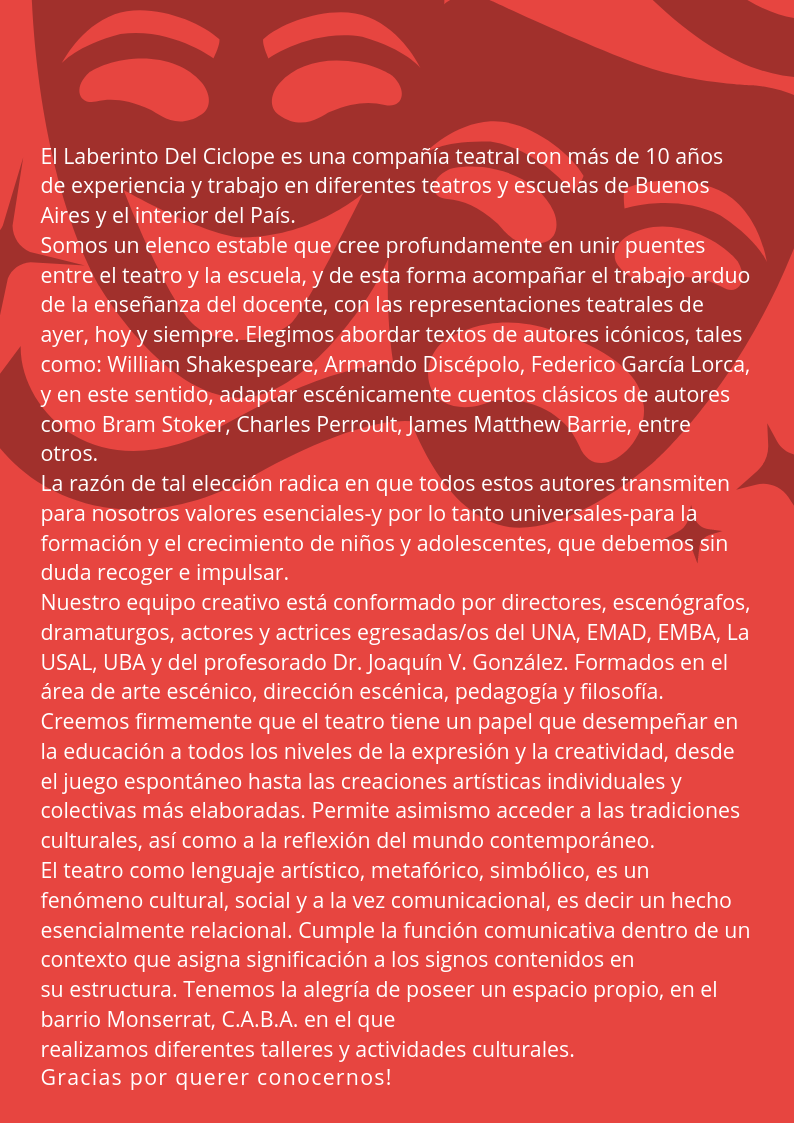 El Laberinto Del Ciclope es una compañía teatral con más de 10 años
de experiencia y trabajo en diferentes teatros y escuelas de Buenos
Aires y el interior del País.
Somos un elenco estable que cree profundamente en unir puentes
entre el teatro y la escuela, y de esta forma acompañar el trabajo arduo
de la enseñanza del docente, con las representaciones teatrales de
ayer, hoy y siempre. Elegimos abordar textos de autores icónicos, tales
como: William Shakespeare, Armando Discépolo, Federico García Lorca,
y en este sentido, adaptar escénicamente cuentos clásicos de autores
como Bram Stoker, Charles Perroult, James Matthew Barrie, entre
otros.
La razón de tal elección radica en que todos estos autores transmiten
para nosotros valores esenciales-y por lo tanto universales-para la
formación y el crecimiento de niños y adolescentes, que debemos sin
duda recoger e impulsar.
Nuestro equipo creativo está conformado por directores, escenógrafos,
dramaturgos, actores y actrices egresadas/os del UNA, EMAD, EMBA, La
USAL, UBA y del profesorado Dr. Joaquín V. González. Formados en el
área de arte escénico, dirección escénica, pedagogía y filosofía.
Creemos firmemente que el teatro tiene un papel que desempeñar en
la educación a todos los niveles de la expresión y la creatividad, desde
el juego espontáneo hasta las creaciones artísticas individuales y
colectivas más elaboradas. Permite asimismo acceder a las tradiciones
culturales, así como a la reflexión del mundo contemporáneo.
El teatro como lenguaje artístico, metafórico, simbólico, es un
fenómeno cultural, social y a la vez comunicacional, es decir un hecho
esencialmente relacional. Cumple la función comunicativa dentro de un
contexto que asigna significación a los signos contenidos en
su estructura. Tenemos la alegría de poseer un espacio propio, en el
barrio Monserrat, C.A.B.A. en el que
realizamos diferentes talleres y actividades culturales.
Gracias por querer conocernos!